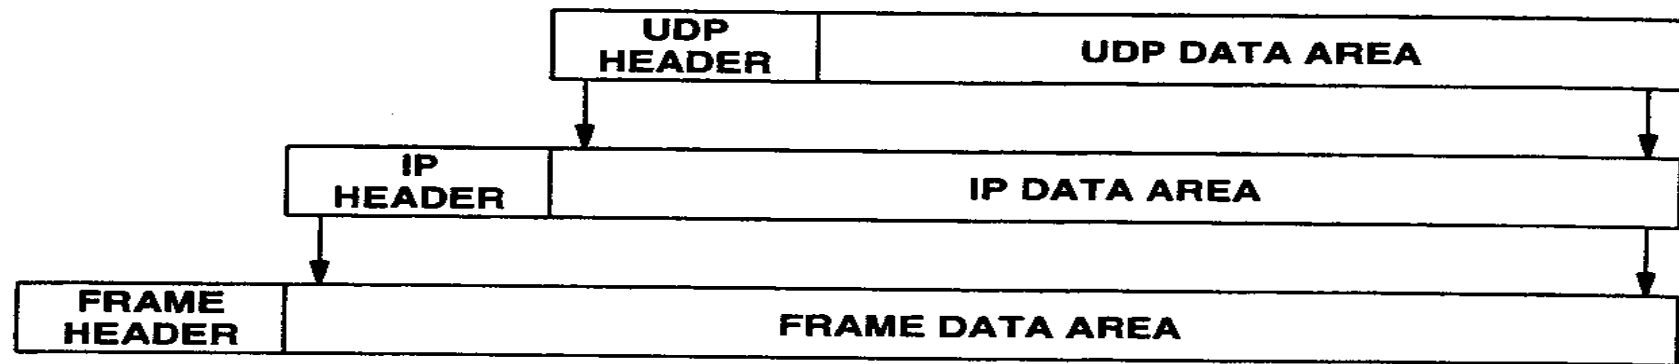 UDP
HEADER
UDP DATA AREA
IP
HEADER
IP DATA AREA
FRAME
HEADER
FRAME DATA AREA